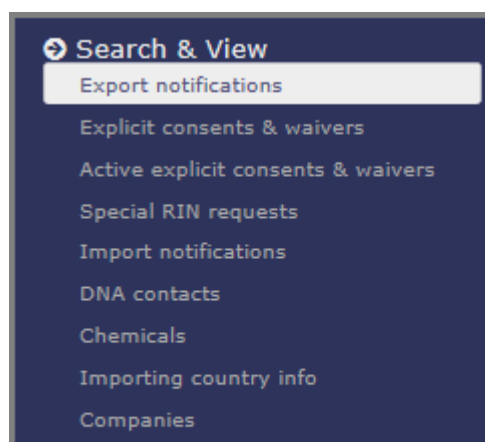 Search & View
Export notifications
Explicit consents & waivers
Active explicit consents & waivers
Special RIN requests
Import notifications
DNA contacts
Chemicals
Importing country info
Companies